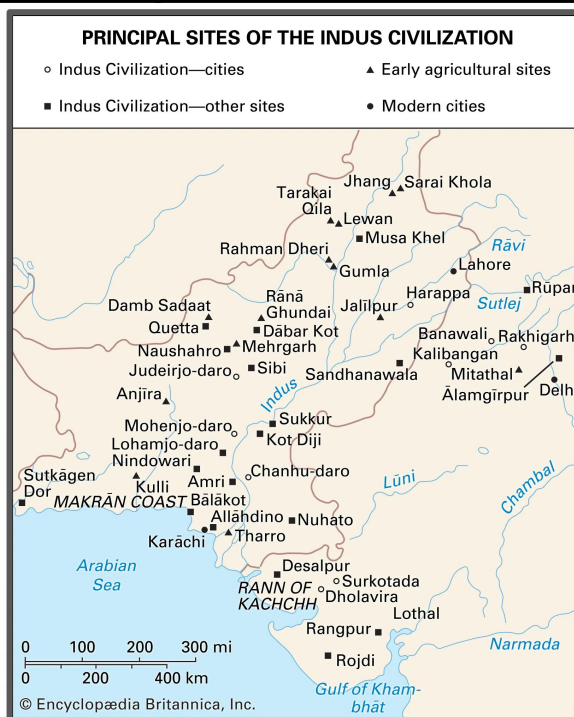 PRINCIPAL SITES OF THE INDUS CIVILIZATION
Indus Civilization—cities
Early agricultural sites
Indus Civilization—other sites
Modern cities
Jhang
Sarai Khola
Tarakai
Qila
Lewan
Musa Khel
Rāvi
Rahman Dheri
Gumla
Lahore
Harappa
Rūpar
Sutlej
Damb Sadaat
Rānā
Ghundai
Jalīlpur
Quetta
Dābar Kot
Banawali
Rakhigarh
Naushahro
Mehrgarh
Kalibangan
Judeirjo-daro
Sibi
Sandhanawala
Mitathal
Ālamgīrpur
Delh
Anjīra
Indus
Sukkur
Mohenjo-daro
Kot Diji
Lohamjo-daro
Nindowari
Chanhu-daro
Lūni
Chambal
Sutkāgen
Dor
Kulli
Amri
MAKRĀN COAST
Bālākot
Allāhdino
Nuhato
Karāchi
Tharro
Arabian
Sea
Desalpur
RANN OF
KACHCHH
Surkotada
Dholavira
Lothal
Rangpur
Narmada
Rojdi
0 100 200 300 mi
0 200 400 km
Gulf of Kham-
bhāt
© Encyclopædia Britannica, Inc.